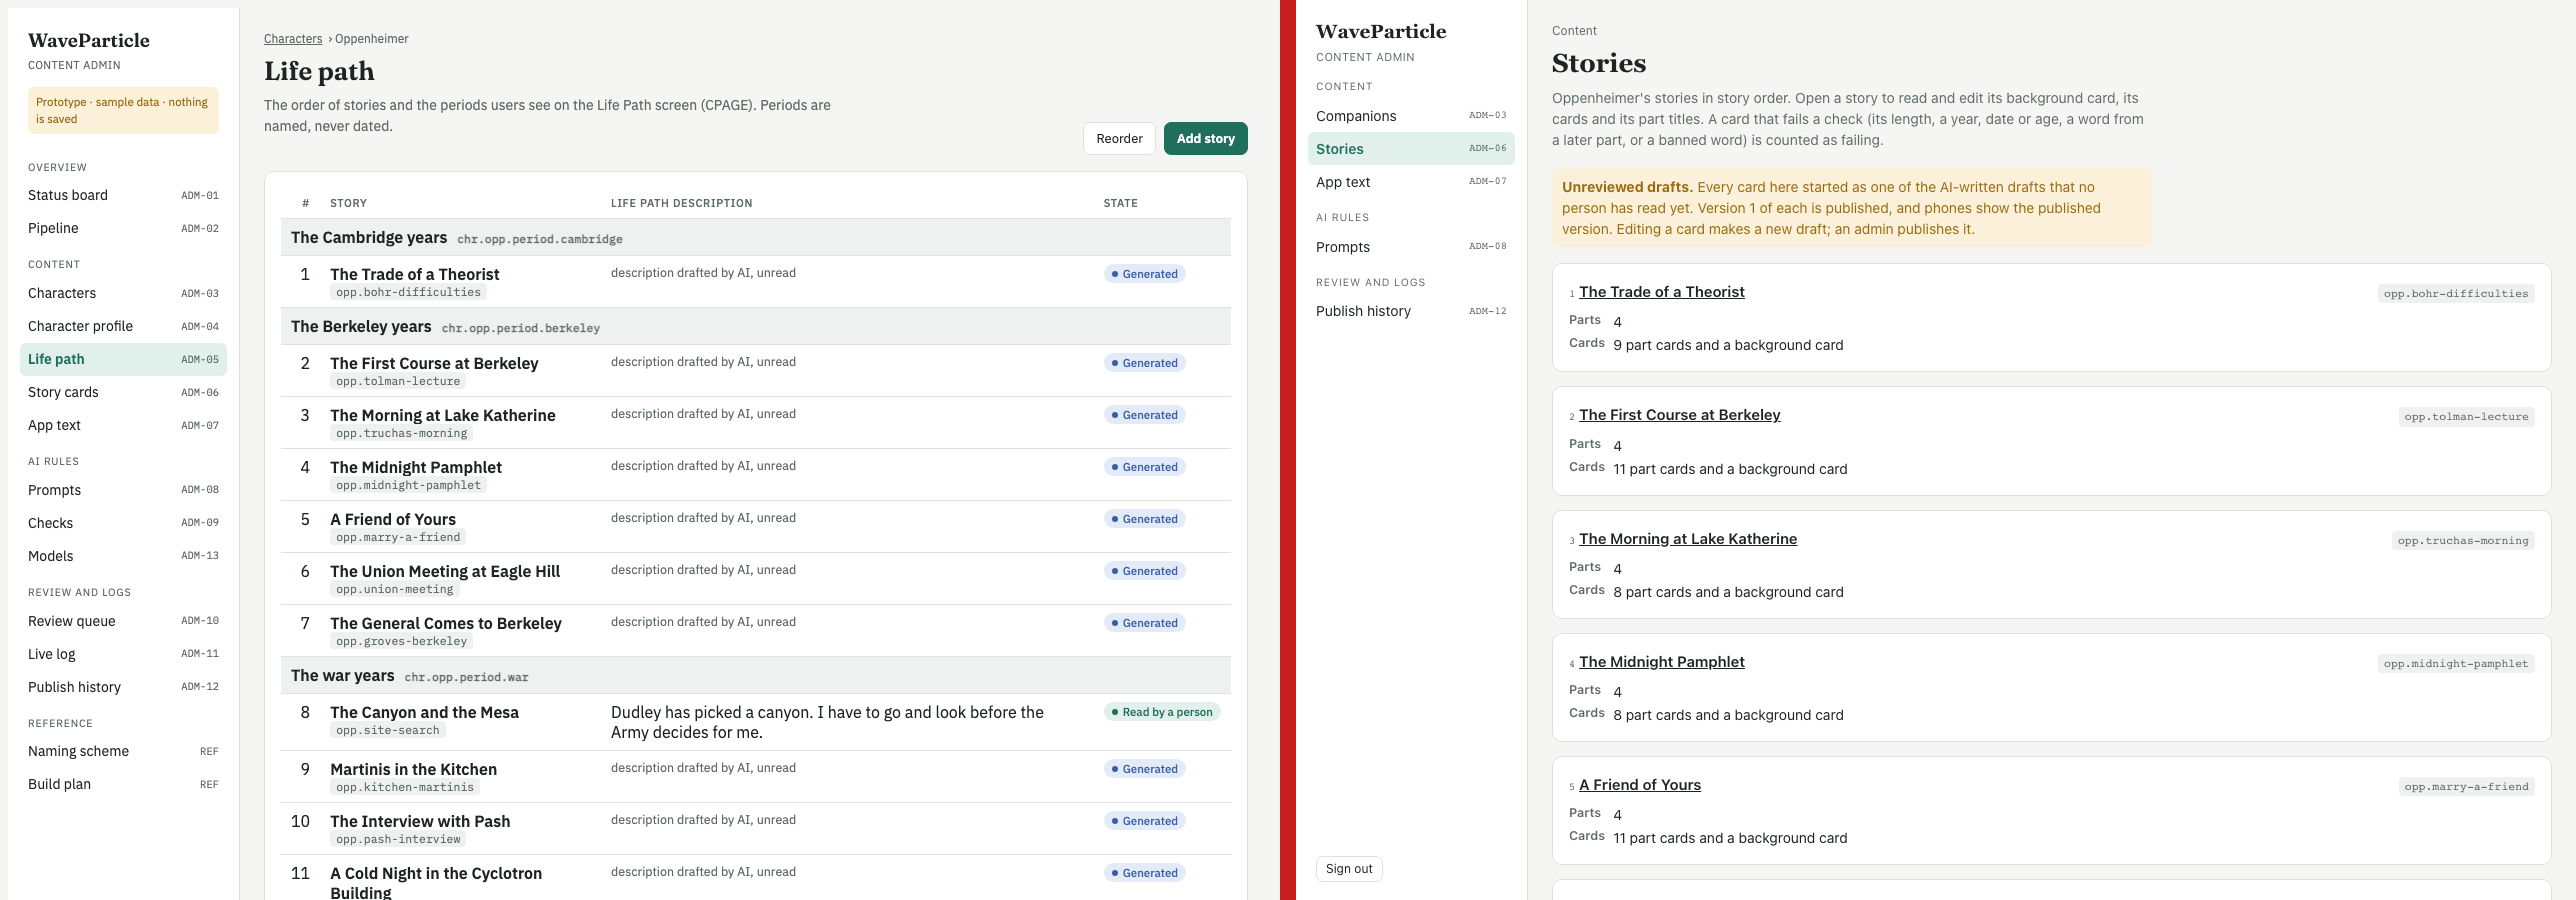 WaveParticle
CONTENT ADMIN
Prototype · sample data · nothing
is saved
OVERVIEW
Status board ADM-01
Pipeline ADM-02
CONTENT
Characters ADM-03
Character profile ADM-04
Life path ADM-05
Story cards ADM-06
App text ADM-07
AI RULES
Prompts ADM-08
Checks ADM-09
Models ADM-13
REVIEW AND LOGS
Review queue ADM-10
Live log ADM-11
Publish history ADM-12
REFERENCE
Naming scheme REF
Build plan REF
Characters › Oppenheimer
Life path
The order of stories and the periods users see on the Life Path screen (CPAGE). Periods are
named, never dated.
Reorder Add story
# STORY LIFE PATH DESCRIPTION STATE
The Cambridge years chr.opp.period.cambridge
1 The Trade of a Theorist description drafted by AI, unread Generated
opp.bohr-difficulties
The Berkeley years chr.opp.period.berkeley
2 The First Course at Berkeley description drafted by AI, unread Generated
opp.tolman-lecture
3 The Morning at Lake Katherine description drafted by AI, unread Generated
opp.truchas-morning
4 The Midnight Pamphlet description drafted by AI, unread Generated
opp.midnight-pamphlet
5 A Friend of Yours description drafted by AI, unread Generated
opp.marry-a-friend
6 The Union Meeting at Eagle Hill description drafted by AI, unread Generated
opp.union-meeting
7 The General Comes to Berkeley description drafted by AI, unread Generated
opp.groves-berkeley
The war years chr.opp.period.war
8 The Canyon and the Mesa Dudley has picked a canyon. I have to go and look before the Read by a person
opp.site-search Army decides for me.
9 Martinis in the Kitchen description drafted by AI, unread Generated
opp.kitchen-martinis
10 The Interview with Pash description drafted by AI, unread Generated
opp.pash-interview
11 A Cold Night in the Cyclotron description drafted by AI, unread Generated
Building
WaveParticle
CONTENT ADMIN
CONTENT
Companions ADM-03
Stories ADM-06
App text ADM-07
AI RULES
Prompts ADM-08
REVIEW AND LOGS
Publish history ADM-12
Sign out
Content
Stories
Oppenheimer's stories in story order. Open a story to read and edit its background card, its
cards and its part titles. A card that fails a check (its length, a year, date or age, a word from
a later part, or a banned word) is counted as failing.
Unreviewed drafts. Every card here started as one of the AI-written drafts that no
person has read yet. Version 1 of each is published, and phones show the published
version. Editing a card makes a new draft; an admin publishes it.
1 The Trade of a Theorist opp.bohr-difficulties
Parts 4
Cards 9 part cards and a background card
2 The First Course at Berkeley opp.tolman-lecture
Parts 4
Cards 11 part cards and a background card
3 The Morning at Lake Katherine opp.truchas-morning
Parts 4
Cards 8 part cards and a background card
4 The Midnight Pamphlet opp.midnight-pamphlet
Parts 4
Cards 8 part cards and a background card
5 A Friend of Yours opp.marry-a-friend
Parts 4
Cards 11 part cards and a background card